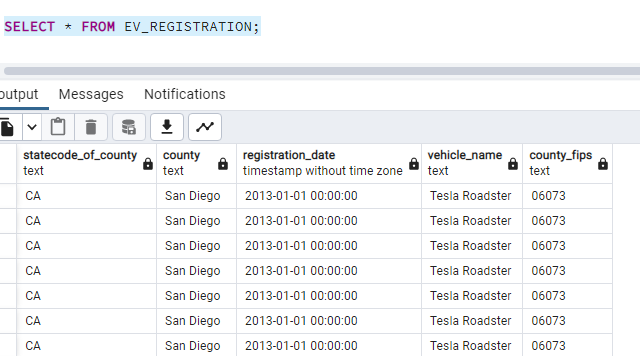 SELECT * FROM EV_REGISTRATION;
output Messages Notifications
statecode_of_county county registration_date vehicle_name county_fips
text text timestamp without time zone text text
CA San Diego 2013-01-01 00:00:00 Tesla Roadster 06073
CA San Diego 2013-01-01 00:00:00 Tesla Roadster 06073
CA San Diego 2013-01-01 00:00:00 Tesla Roadster 06073
CA San Diego 2013-01-01 00:00:00 Tesla Roadster 06073
CA San Diego 2013-01-01 00:00:00 Tesla Roadster 06073
CA San Diego 2013-01-01 00:00:00 Tesla Roadster 06073
CA San Diego 2013-01-01 00:00:00 Tesla Roadster 06073